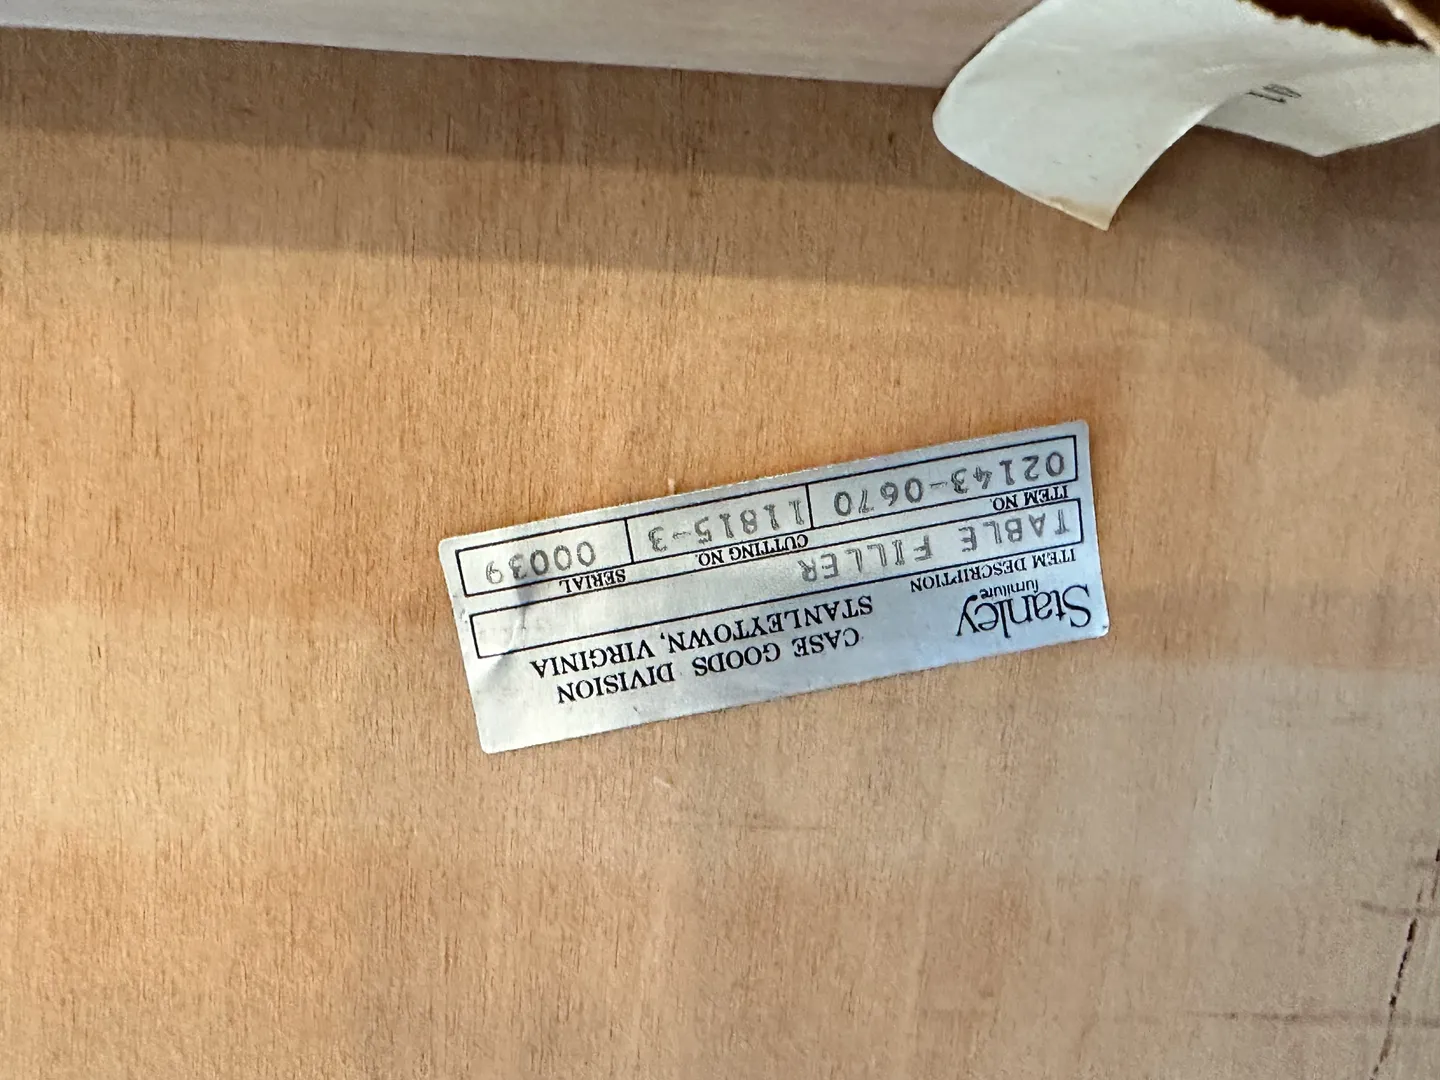 Stanley
furniture
CASE GOODS DIVISION
STANLEYTOWN, VIRGINIA
ITEM DESCRIPTION
TABLE FILLER
ITEM NO. CUTTING NO. SERIAL
02143-0670 11815-3 00039